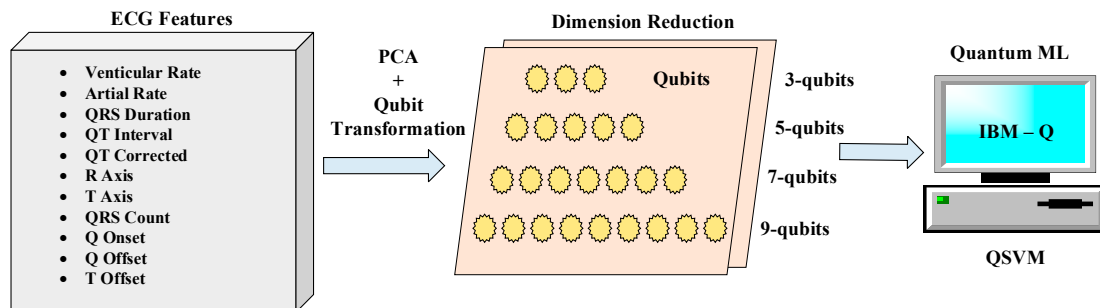 ECG Features
Venticular Rate
Artial Rate
QRS Duration
QT Interval
QT Corrected
R Axis
T Axis
QRS Count
Q Onset
Q Offset
T Offset
PCA
+
Qubit
Transformation
Dimension Reduction
Qubits
3-qubits
5-qubits
7-qubits
9-qubits
Quantum ML
IBM – Q
QSVM